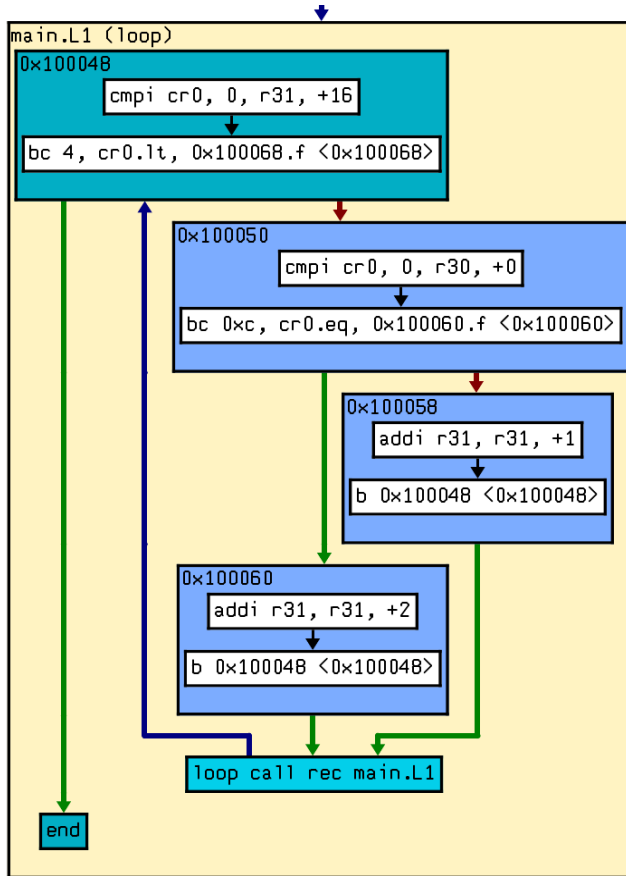 main.L1 (loop)
0x100048
cmpi cr0, 0, r31, +16
bc 4, cr0.lt, 0x100068.f <0x100068>
0x100050
cmpi cr0, 0, r30, +0
bc 0xc, cr0.eq, 0x100060.f <0x100060>
0x100058
addi r31, r31, +1
b 0x100048 <0x100048>
0x100060
addi r31, r31, +2
b 0x100048 <0x100048>
loop call rec main.L1
end